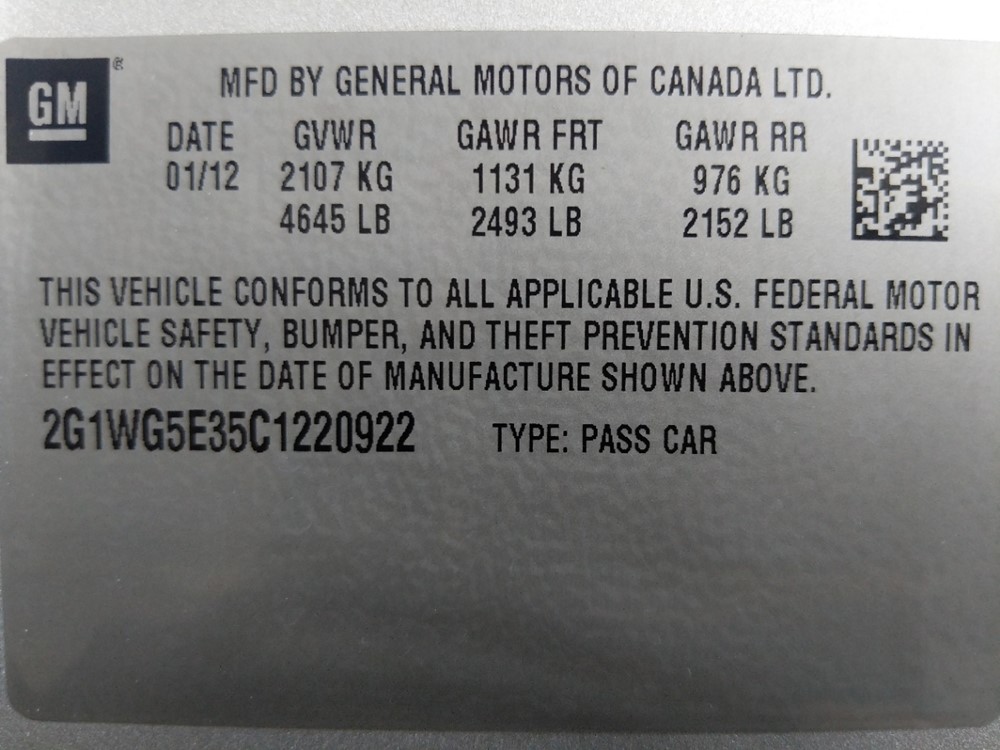 GM ®
MFD BY GENERAL MOTORS OF CANADA LTD.
DATE GVWR GAWR FRT GAWR RR
01/12 2107 KG 1131 KG 976 KG
4645 LB 2493 LB 2152 LB
THIS VEHICLE CONFORMS TO ALL APPLICABLE U.S. FEDERAL MOTOR
VEHICLE SAFETY, BUMPER, AND THEFT PREVENTION STANDARDS IN
EFFECT ON THE DATE OF MANUFACTURE SHOWN ABOVE.
2G1WG5E35C1220922 TYPE: PASS CAR